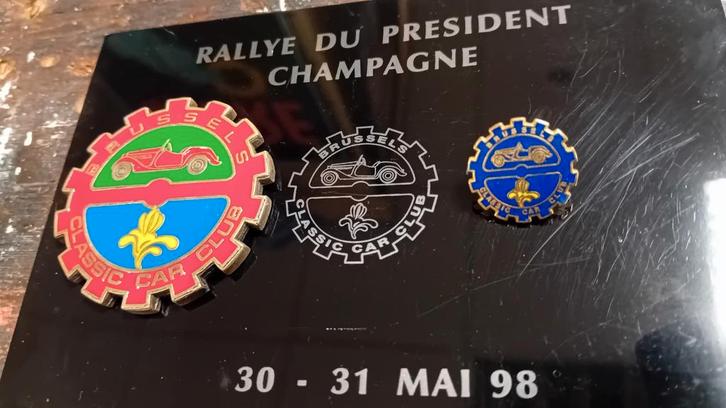 RALLYE DU PRESIDENT
CHAMPAGNE
BRUSSELS
CLASSIC CAR CLUB
BRUSSELS
CLASSIC CAR CLUB
BRUSSELS
CLASSIC CAR CLUB
30 - 31 MAI 98